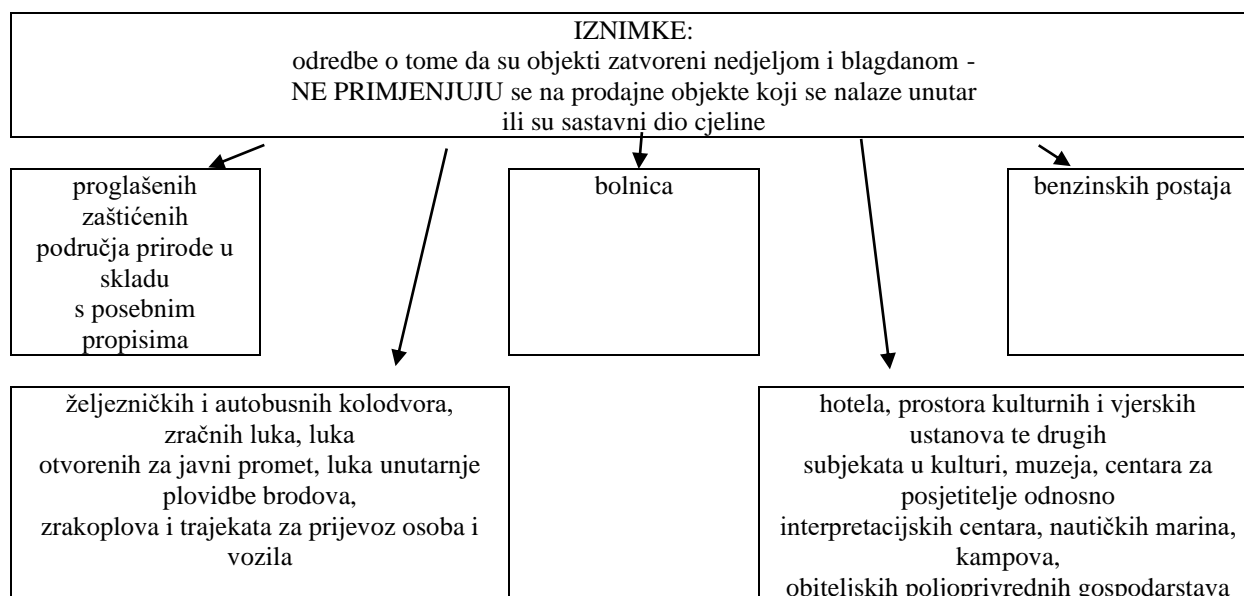 IZNIMKE:
odredbe o tome da su objekti zatvoreni nedjeljom i blagdanom -
NE PRIMJENJUJU se na prodajne objekte koji se nalaze unutar
ili su sastavni dio cjeline
proglašenih
zaštićenih
područja prirode u
skladu
s posebnim
propisima
bolnica
benzinskih postaja
željezničkih i autobusnih kolodvora,
zračnih luka, luka
otvorenih za javni promet, luka unutarnje
plovidbe brodova,
zrakoplova i trajekata za prijevoz osoba i
vozila
hotela, prostora kulturnih i vjerskih
ustanova te drugih
subjekata u kulturi, muzeja, centara za
posjetitelje odnosno
interpretacijskih centara, nautičkih marina,
kampova,
obiteljskih poljoprivrednih gospodarstava